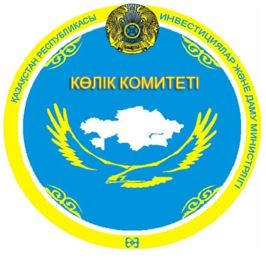 ҚАЗАҚСТАН РЕСПУБЛИКАСЫ ИНВЕСТИЦИЯЛАР ЖӘНЕ ДАМУ МИНИСТРЛІГІ
КӨЛІК КОМИТЕТІ